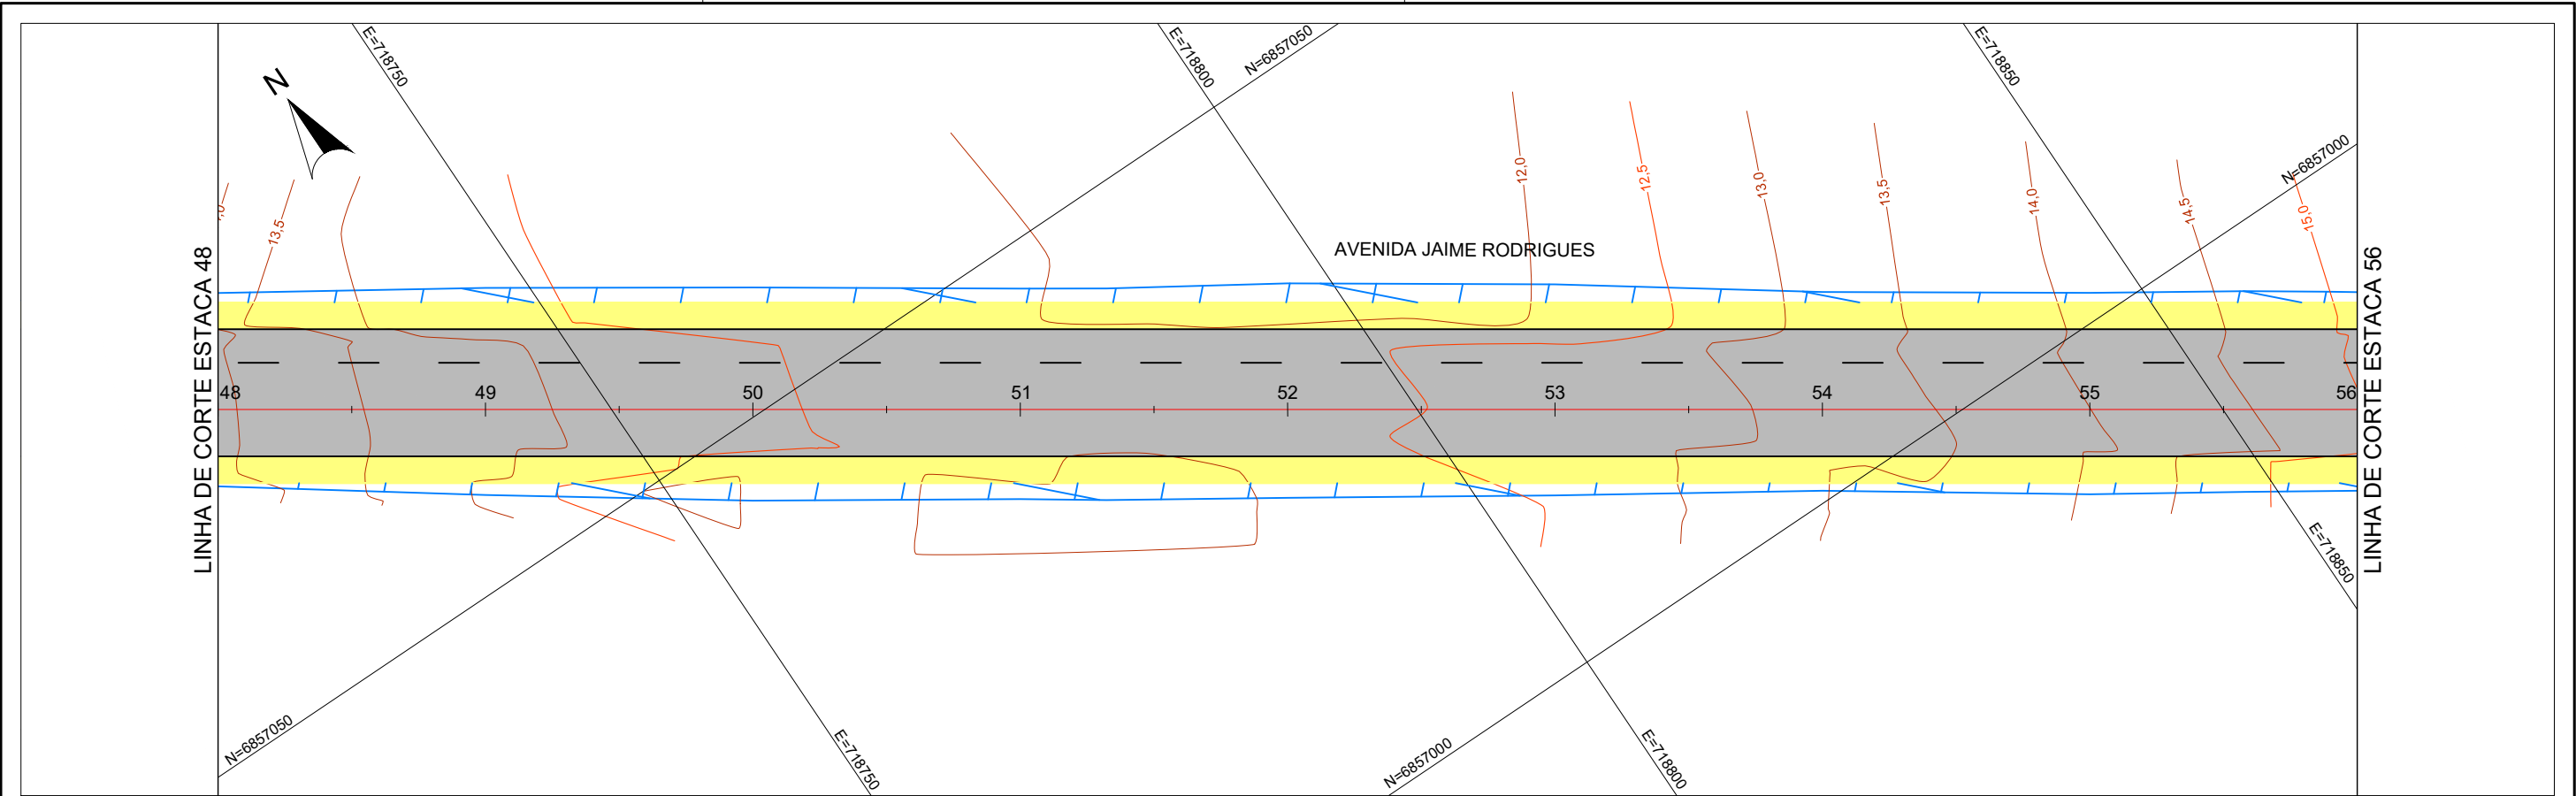 E=718750
E=718800
N=6857050
E=718850
N
N=6857000
12,0
12,5
13,0
13,5
14,0
14,5
15,0
,0
13,5
AVENIDA JAIME RODRIGUES
LINHA DE CORTE ESTACA 48
LINHA DE CORTE ESTACA 56
48
49
50
51
52
53
54
55
56
E=718850
N=6857050
E=718750
N=6857000
E=718800